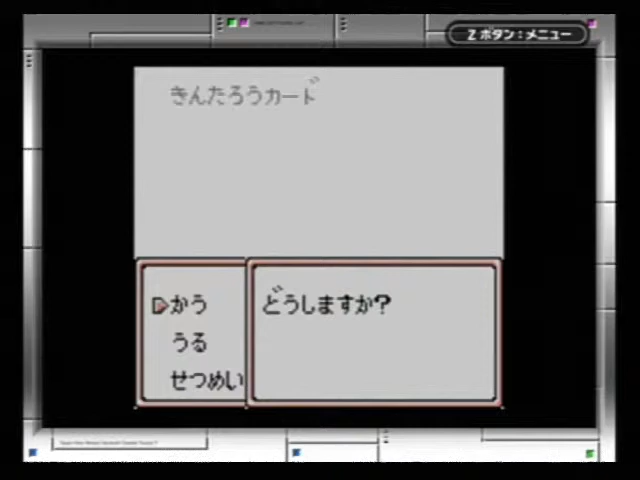 Zボタン:メニュー
きんたろうカード
かう
どうしますか?
うる
せつめい